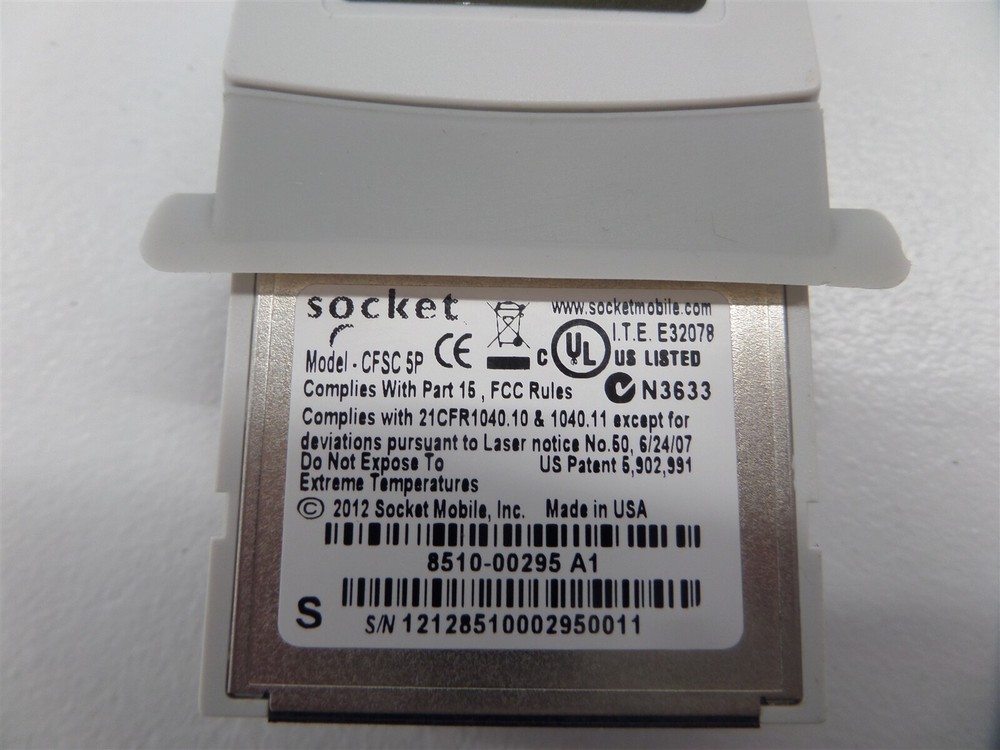 socket
www.socketmobile.com
I.T.E. E32078
Model - CFSC 5P
CE
C UL US LISTED
Complies With Part 15 , FCC Rules
N3633
Complies with 21CFR1040.10 & 1040.11 except for
deviations pursuant to Laser notice No.50, 6/24/07
Do Not Expose To
US Patent 5,902,991
Extreme Temperatures
© 2012 Socket Mobile, Inc. Made in USA
8510-00295 A1
S
S/N 12128510002950011